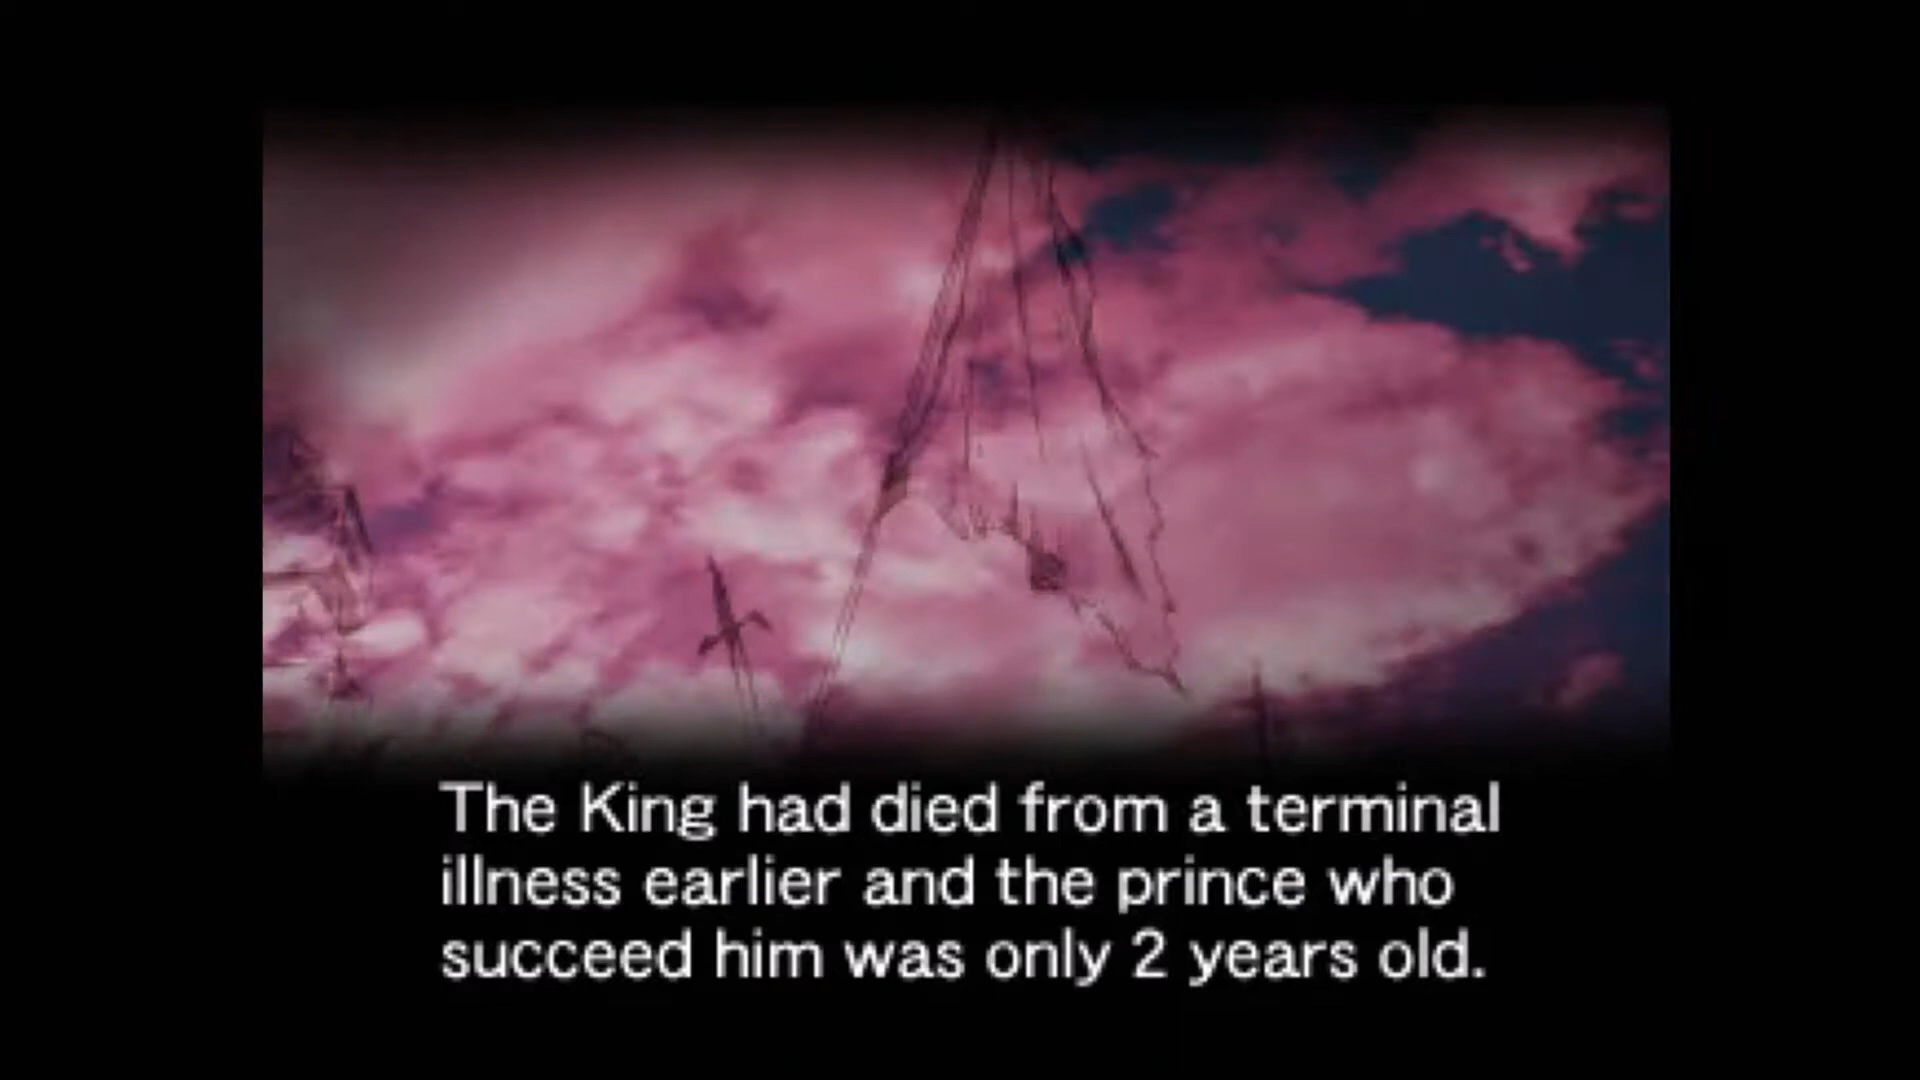 The King had died from a terminal
illness earlier and the prince who
succeed him was only 2 years old.